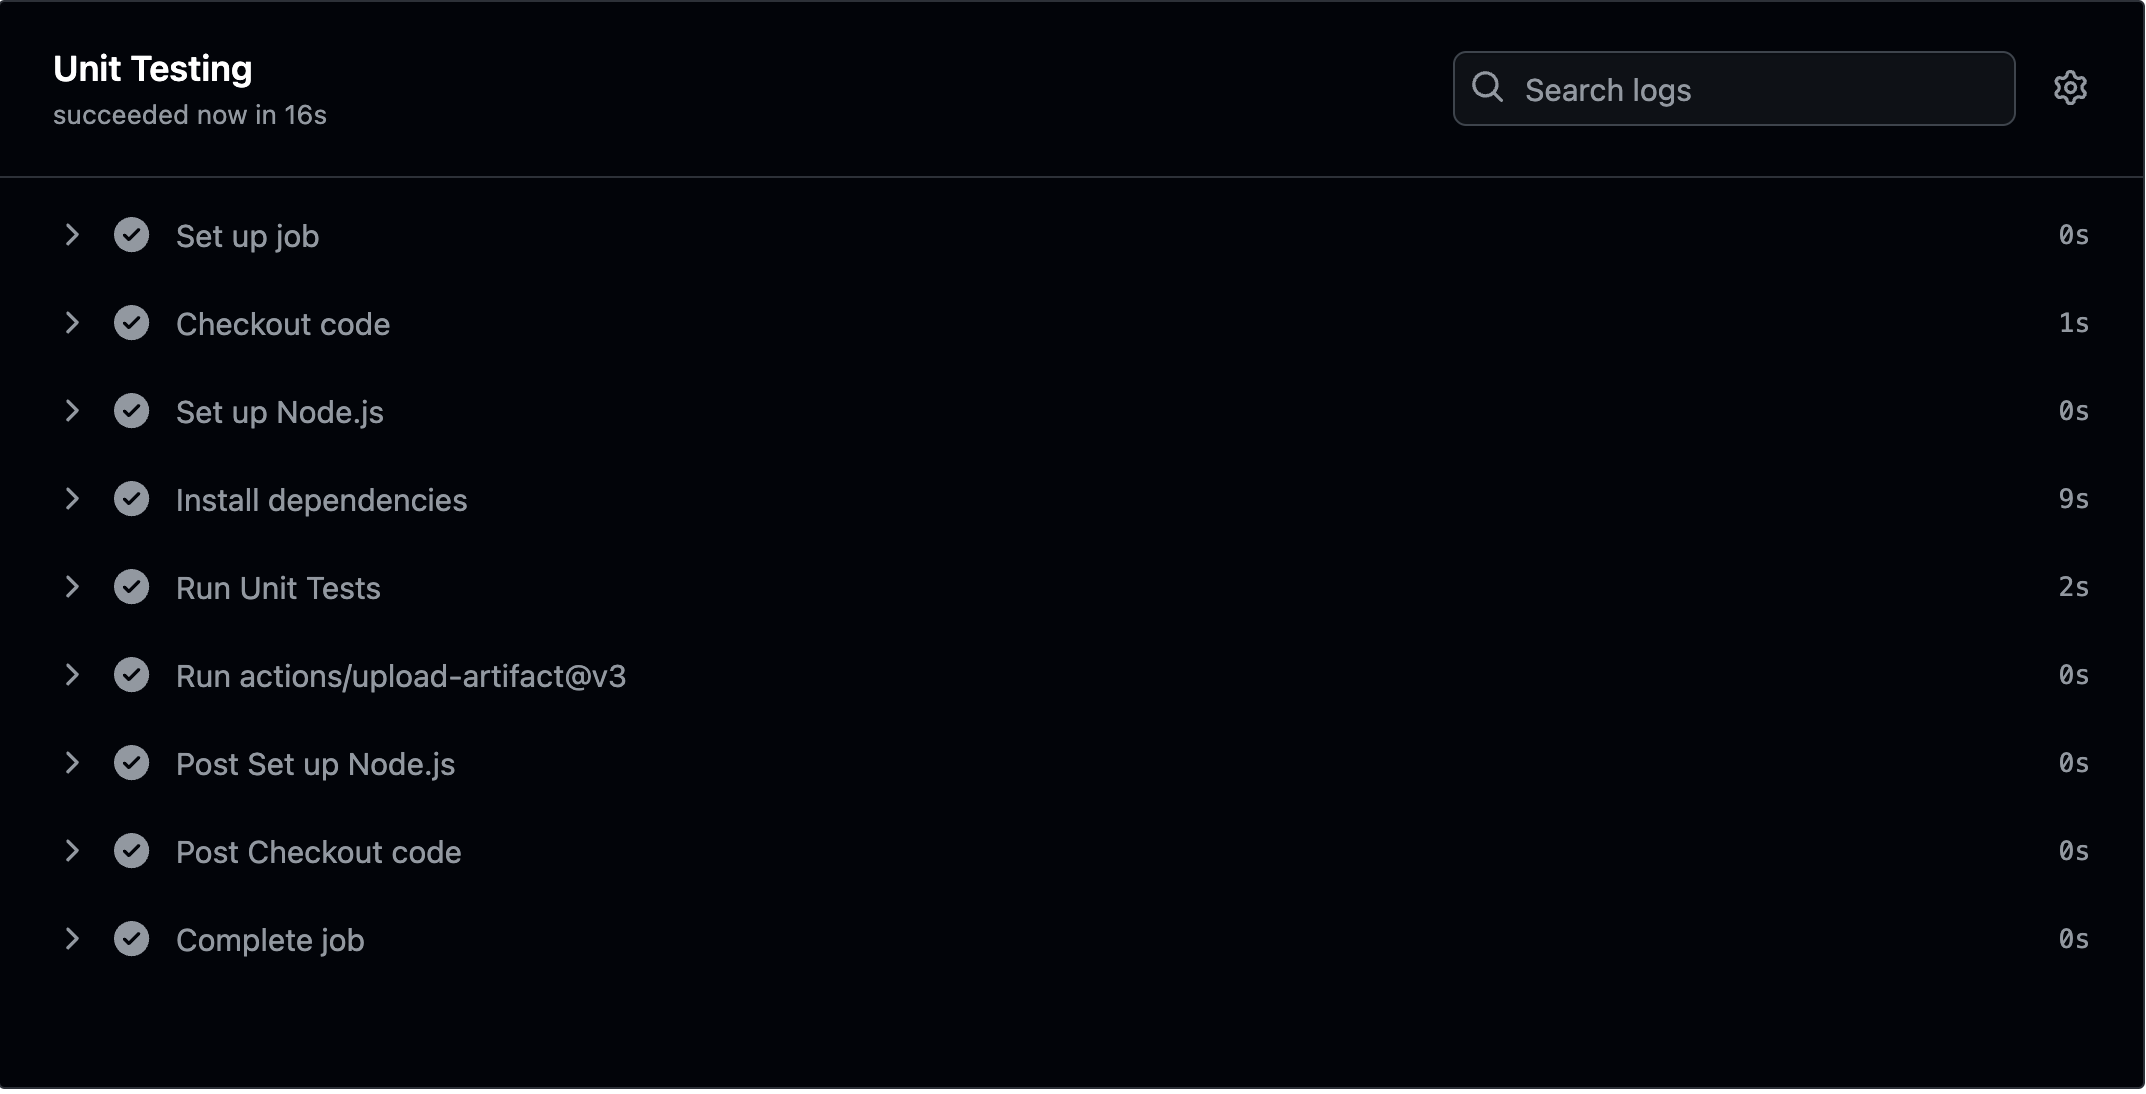 Unit Testing
succeeded now in 16s
Search logs
Set up job 0s
Checkout code 1s
Set up Node.js 0s
Install dependencies 9s
Run Unit Tests 2s
Run actions/upload-artifact@v3 0s
Post Set up Node.js 0s
Post Checkout code 0s
Complete job 0s